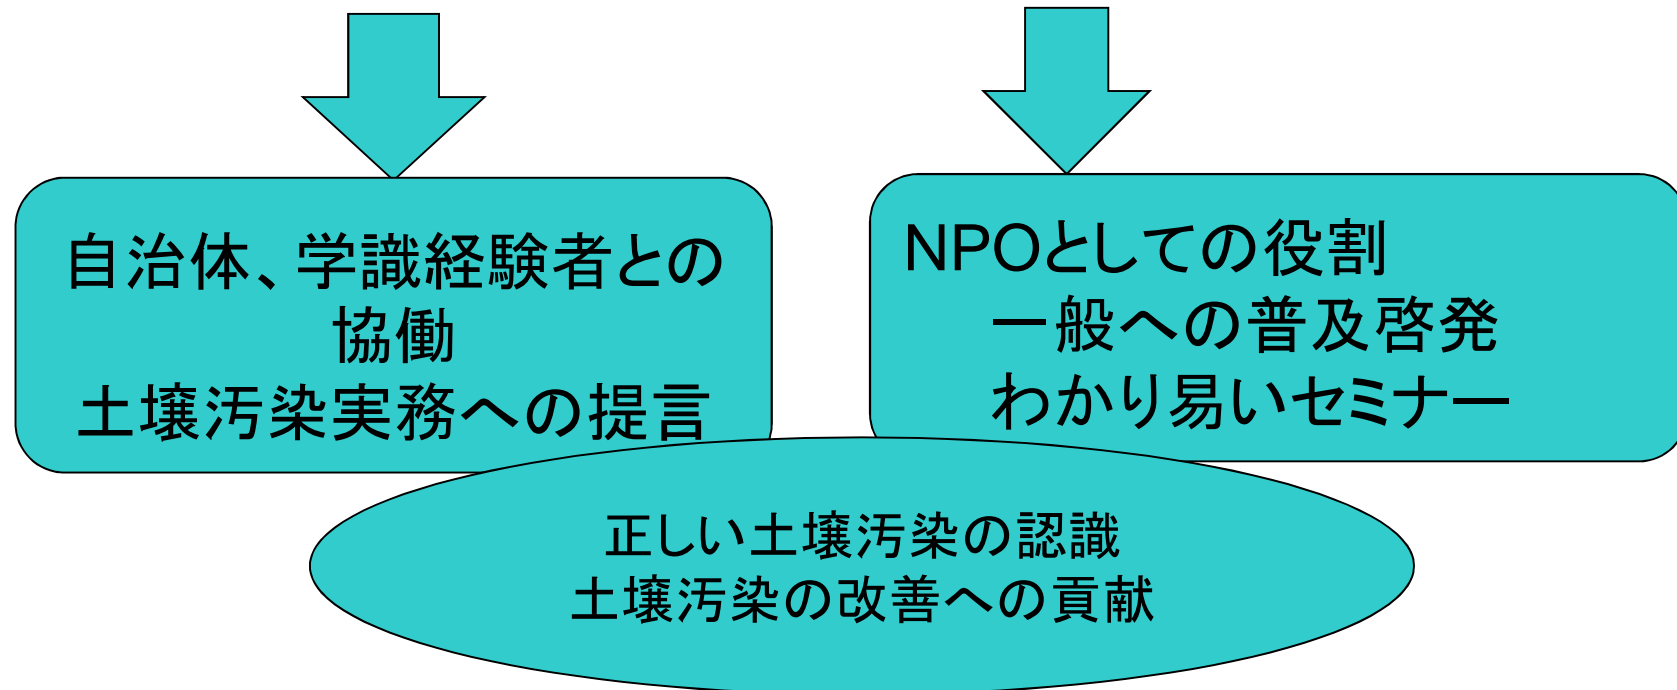 自治体、学識経験者との
協働
土壌汚染実務への提言
NPOとしての役割
一般への普及啓発
わかり易いセミナー
正しい土壌汚染の認識
土壌汚染の改善への貢献